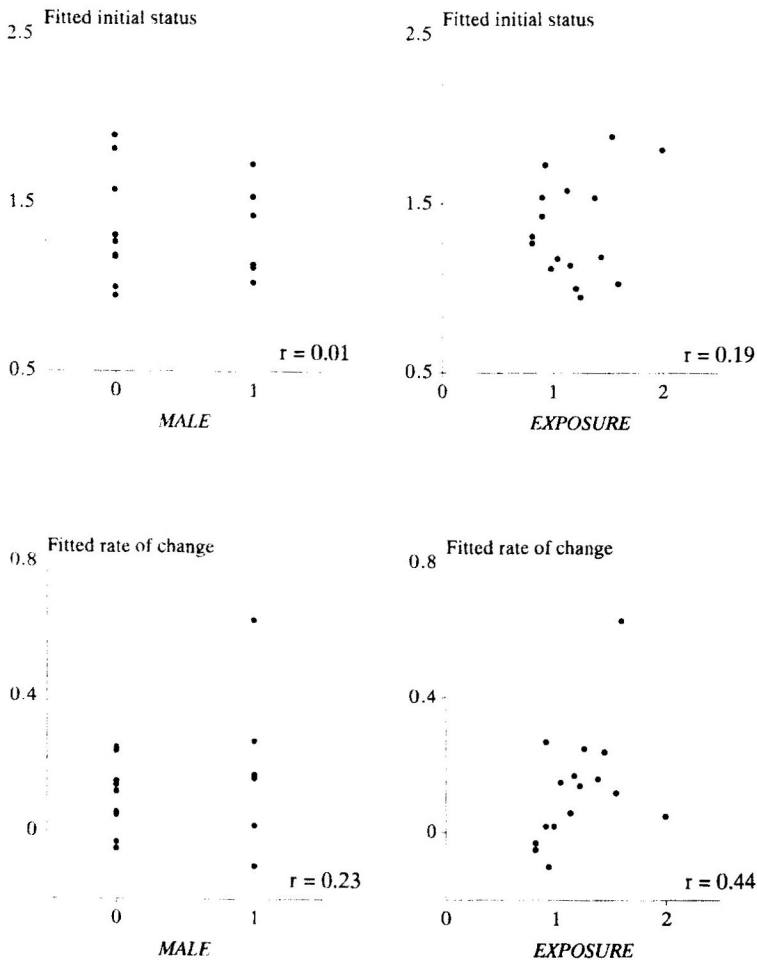 Fitted initial status
2.5
1.5
0.5
0
1
MALE
r = 0.01
Fitted initial status
2.5
1.5
0.5
0
1
2
EXPOSURE
r = 0.19
Fitted rate of change
0.8
0.4
0
0
1
MALE
r = 0.23
Fitted rate of change
0.8
0.4
0
0
1
2
EXPOSURE
r = 0.44